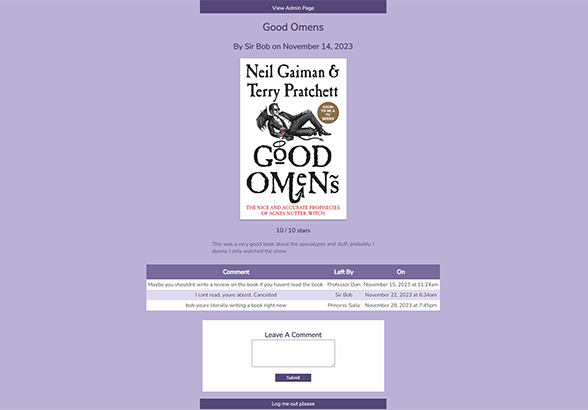 View Admin Page
Good Omens
By Sir Bob on November 14, 2023
Neil Gaiman &
Terry Pratchett
SOON
TO BE A
TV
SERIES
GOOD
OMENS
THE NICE AND ACCURATE PROPHECIES
OF AGNES NUTTER, WITCH
10 / 10 stars
This was a very good book about the apocalypse and stuff, probably. I
dunno, I only watched the show.
Comment Left By On
Maybe you shouldnt write a review on the book if you havent read the book. Professor Dan November 15, 2023 at 11:24am
I cant read, youre ablest. Cancelled Sir Bob November 22, 2023 at 6:34am
bob youre literally writing a book right now Princess Sally November 28, 2023 at 7:45pm
Leave A Comment
Submit
Log me out please